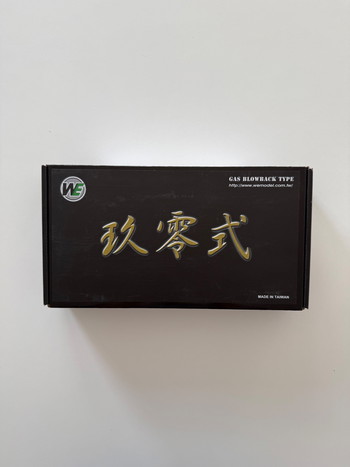 WE
GAS BLOWBACK TYPE
http://www.wemodel.com.tw/
玖零式
MADE IN TAIWAN